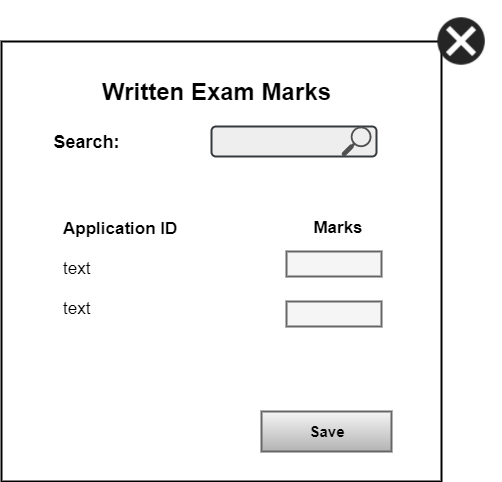 Written Exam Marks
Search:
Application ID Marks
text
text
Save